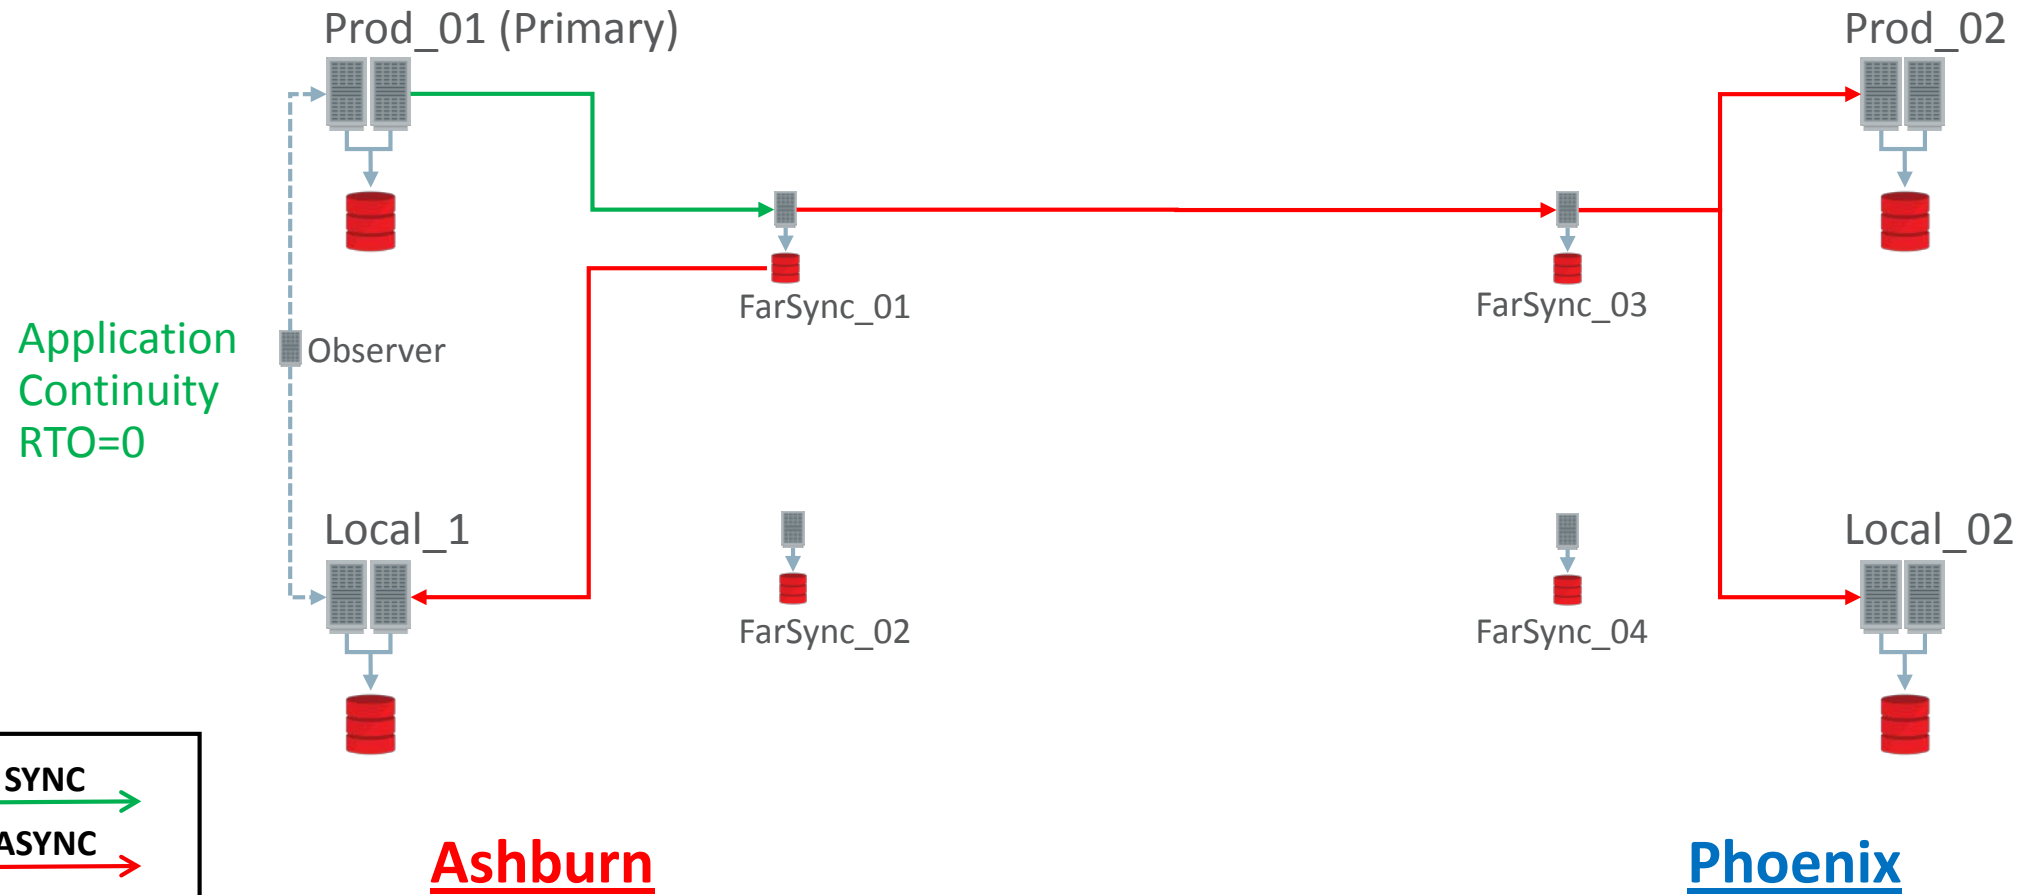 Prod_01 (Primary)
Prod_02
FarSync_01
FarSync_03
Application
Continuity
RTO=0
Observer
Local_1
Local_02
FarSync_02
FarSync_04
SYNC
ASYNC
Ashburn
Phoenix